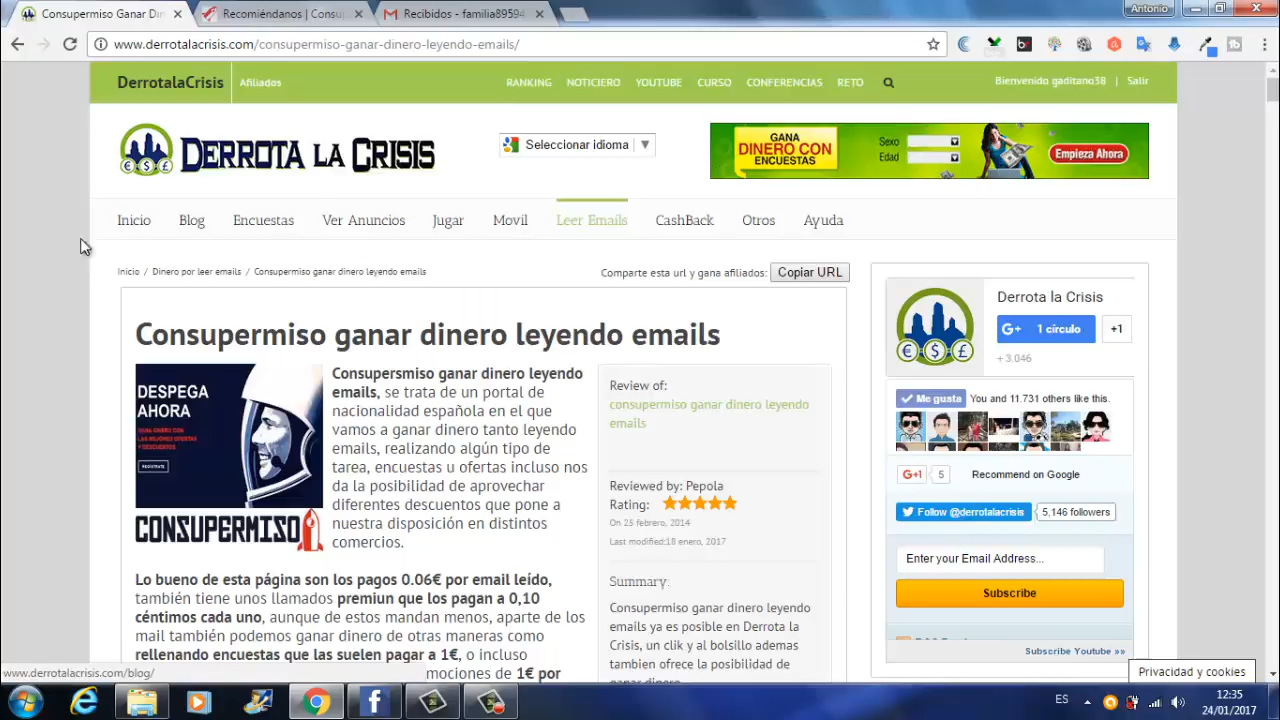 Consupermiso Ganar Din
Recomiéndanos | Consup
Recibidos - familia89594
Antonio
www.derrotalacrisis.com/consupermiso-ganar-dinero-leyendo-emails/
DerrotalaCrisis
Afiliados
RANKING NOTICIERO YOUTUBE CURSO CONFERENCIAS RETO
Bienvenido gaditano38 | Salir
DERROTA LA CRISIS
Seleccionar idioma
GANA
DINERO CON
ENCUESTAS
Sexo
Edad
Empieza Ahora
Inicio Blog Encuestas Ver Anuncios Jugar Movil Leer Emails CashBack Otros Ayuda
Inicio / Dinero por leer emails / Consupermiso ganar dinero leyendo emails
Comparte esta url y gana afiliados:
Copiar URL
Consupermiso ganar dinero leyendo emails
DESPEGA
AHORA
REGISTRATE
CONSUPERMISO
Consupersmiso ganar dinero leyendo
emails, se trata de un portal de
nacionalidad española en el que
vamos a ganar dinero tanto leyendo
emails, realizando algún tipo de
tarea, encuestas u ofertas incluso nos
da la posibilidad de aprovechar
diferentes descuentos que pone a
nuestra disposición en distintos
comercios.
Lo bueno de esta página son los pagos 0.06€ por email leído,
también tiene unos llamados premiun que los pagan a 0,10
céntimos cada uno, aunque de estos mandan menos, aparte de los
mail también podemos ganar dinero de otras maneras como
rellenando encuestas que las suelen pagar a 1€, o incluso
mociones de 1€ por
Review of:
consupermiso ganar dinero leyendo
emails
Reviewed by: Pepola
Rating:
On 25 febrero, 2014
Last modified:18 enero, 2017
Summary:
Consupermiso ganar dinero leyendo
emails ya es posible en Derrota la
Crisis, un clik y al bolsillo ademas
tambien ofrece la posibilidad de
ganar dinero
Derrota la Crisis
G+ 1 círculo
+1
+ 3.046
Me gusta
You and 11.731 others like this.
G+1
5
Recommend on Google
Follow @derrotalacrisis
5,146 followers
Enter your Email Address...
Subscribe
Subscribe Youtube »»
Privacidad y cookies
www.derrotalacrisis.com/blog/
ES
12:35
24/01/2017